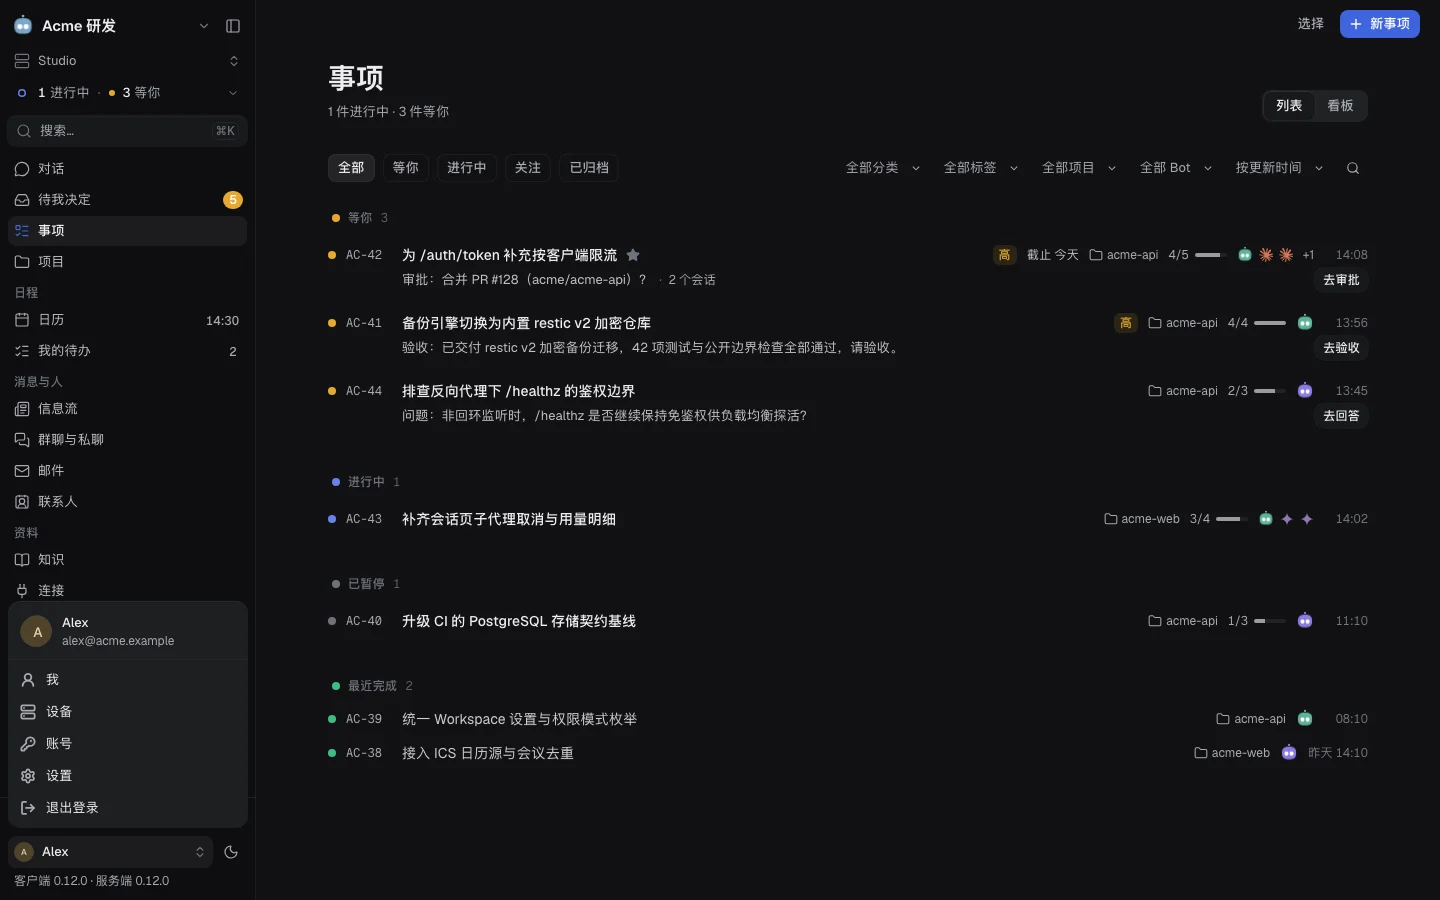 Acme 研发
Studio
1 进行中 · 3 等你
搜索... ⌘K
对话
待我决定 5
事项
项目
日程
日历 14:30
我的待办 2
消息与人
信息流
群聊与私聊
邮件
联系人
资料
知识
连接
A Alex
alex@acme.example
我
设备
账号
设置
退出登录
A Alex
客户端 0.12.0 · 服务端 0.12.0
选择 新事项
事项
1 件进行中 · 3 件等你
列表 看板
全部 等你 进行中 关注 已归档 全部分类 全部标签 全部项目 全部 Bot 按更新时间
等你 3
AC-42 为 /auth/token 补充按客户端限流 高 截止 今天 acme-api 4/5 +1 14:08
审批：合并 PR #128（acme/acme-api）？ · 2 个会话 去审批
AC-41 备份引擎切换为内置 restic v2 加密仓库 高 acme-api 4/4 13:56
验收：已交付 restic v2 加密备份迁移，42 项测试与公开边界检查全部通过，请验收。 去验收
AC-44 排查反向代理下 /healthz 的鉴权边界 acme-api 2/3 13:45
问题：非回环监听时，/healthz 是否继续保持免鉴权供负载均衡探活？ 去回答
进行中 1
AC-43 补齐会话页子代理取消与用量明细 acme-web 3/4 14:02
已暂停 1
AC-40 升级 CI 的 PostgreSQL 存储契约基线 acme-api 1/3 11:10
最近完成 2
AC-39 统一 Workspace 设置与权限模式枚举 acme-api 08:10
AC-38 接入 ICS 日历源与会议去重 acme-web 昨天 14:10